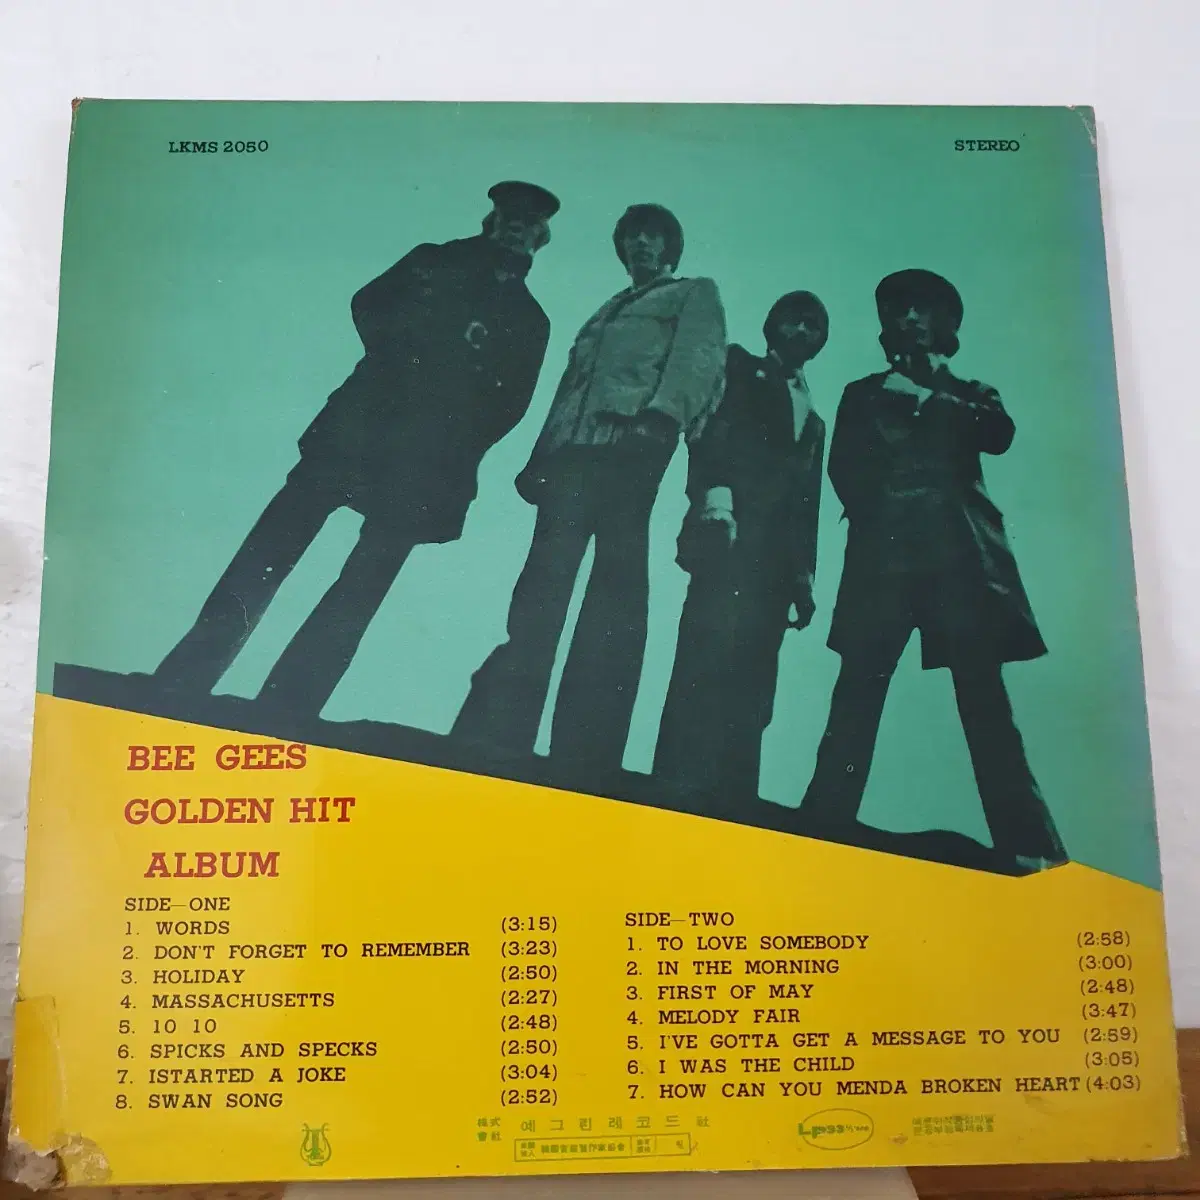 LKMS 2050
STEREO
BEE GEES
GOLDEN HIT
ALBUM
SIDE—ONE
1. WORDS (3:15)
2. DON'T FORGET TO REMEMBER (3:23)
3. HOLIDAY (2:50)
4. MASSACHUSETTS (2:27)
5. 10 10 (2:48)
6. SPICKS AND SPECKS (2:50)
7. ISTARTED A JOKE (3:04)
8. SWAN SONG (2:52)
SIDE—TWO
1. TO LOVE SOMEBODY (2:58)
2. IN THE MORNING (3:00)
3. FIRST OF MAY (2:48)
4. MELODY FAIR (3:47)
5. I'VE GOTTA GET A MESSAGE TO YOU (2:59)
6. I WAS THE CHILD (3:05)
7. HOW CAN YOU MENDA BROKEN HEART (4:03)
株式會社 예그린레코드社
Lp33⅓